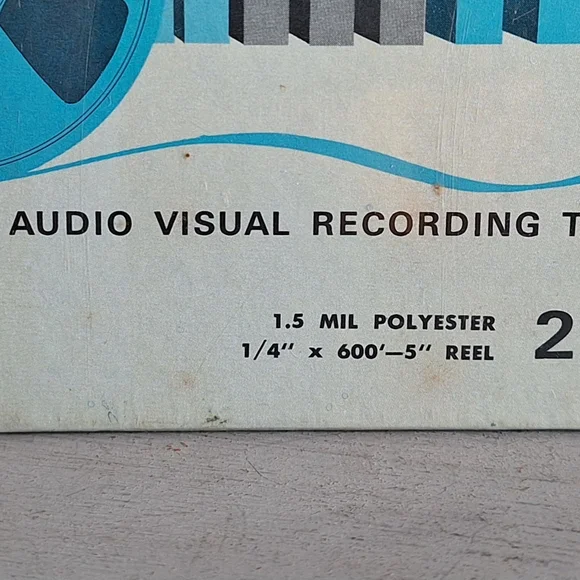 AUDIO VISUAL RECORDING T
1.5 MIL POLYESTER
1/4" x 600'—5" REEL
2